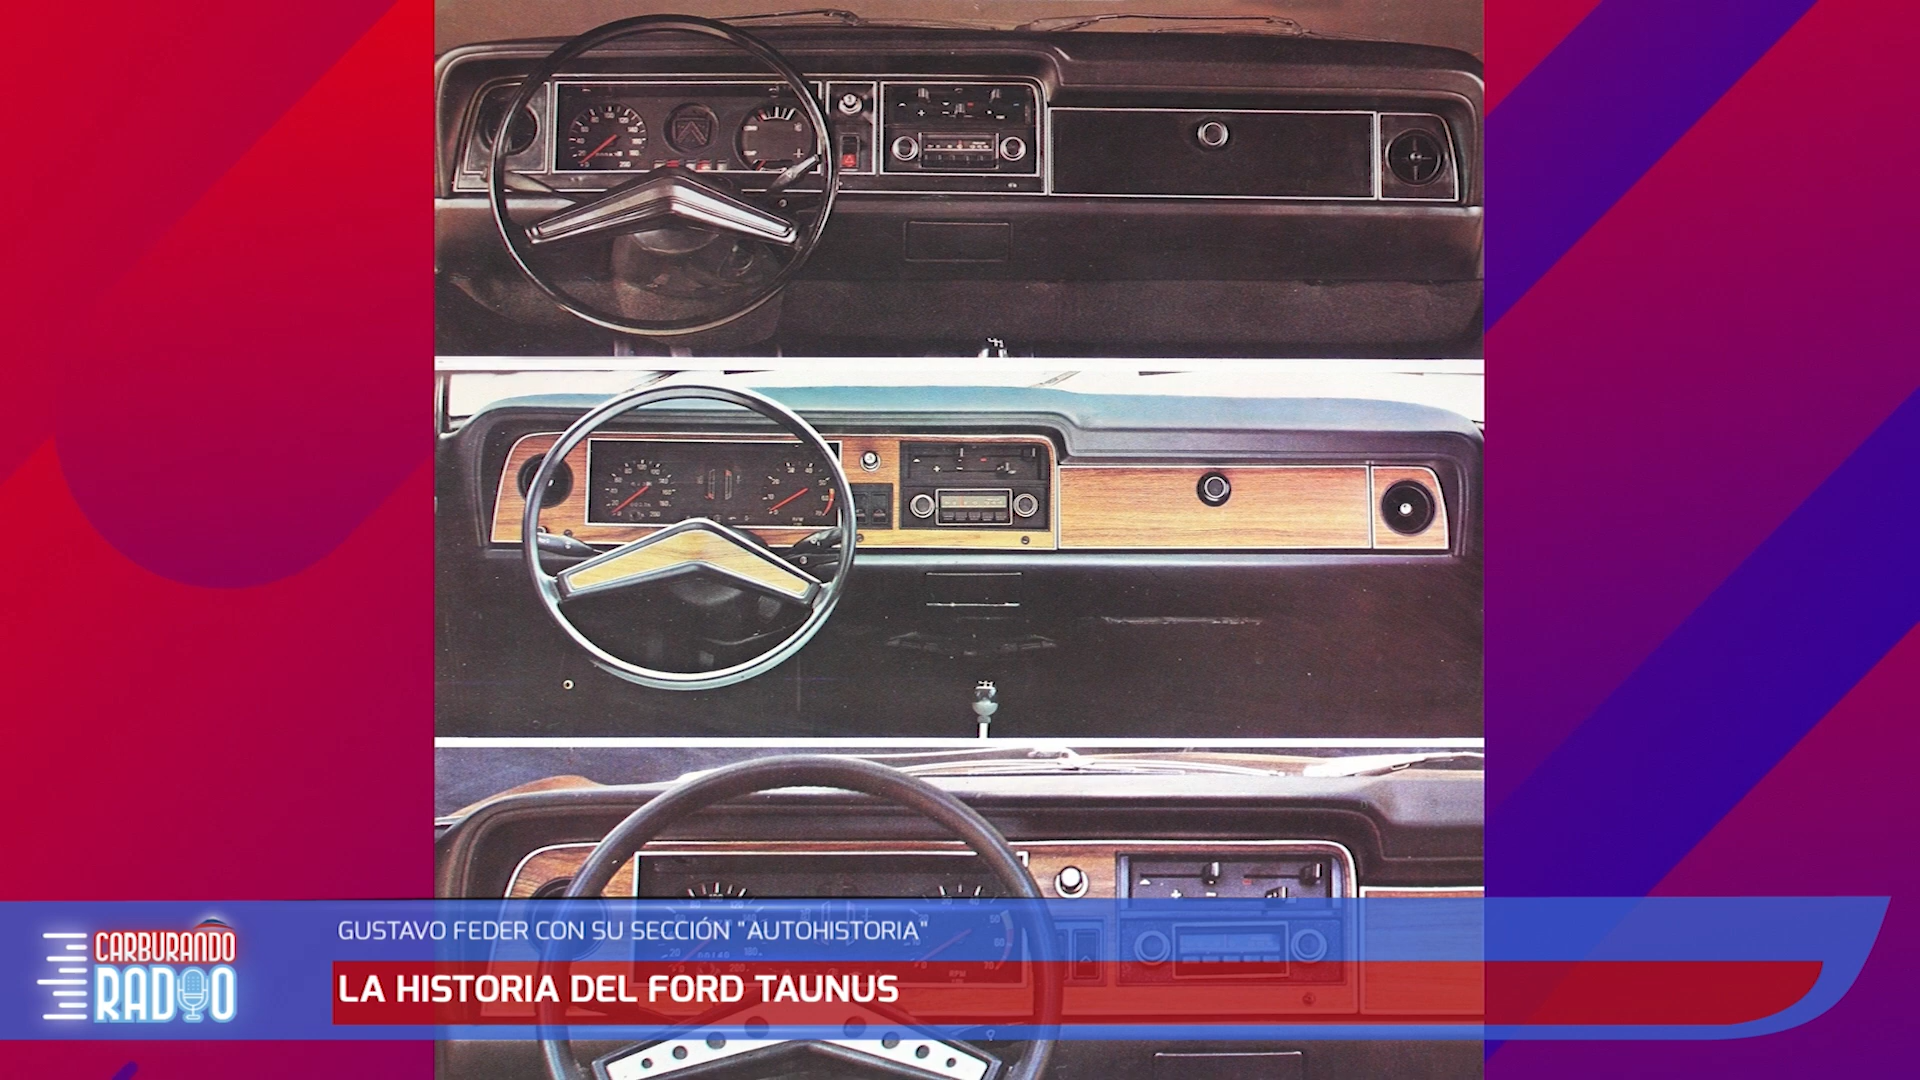 GUSTAVO FEDER CON SU SECCIÓN "AUTOHISTORIA"
CARBURANDO
RADIO
LA HISTORIA DEL FORD TAUNUS